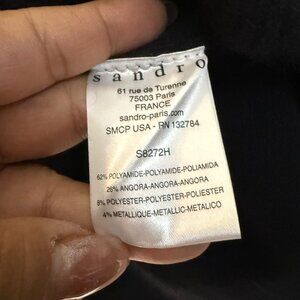 sandro
61 rue de Turenne
75003 Paris
FRANCE
sandro-paris.com
SMCP USA - RN 132784
S8272H
62% POLYAMIDE-POLYAMIDE-POLIAMIDA
26% ANGORA-ANGORA-ANGORA
8% POLYESTER-POLYESTER-POLIESTER
4% METALLIQUE-METALLIC-METALICO